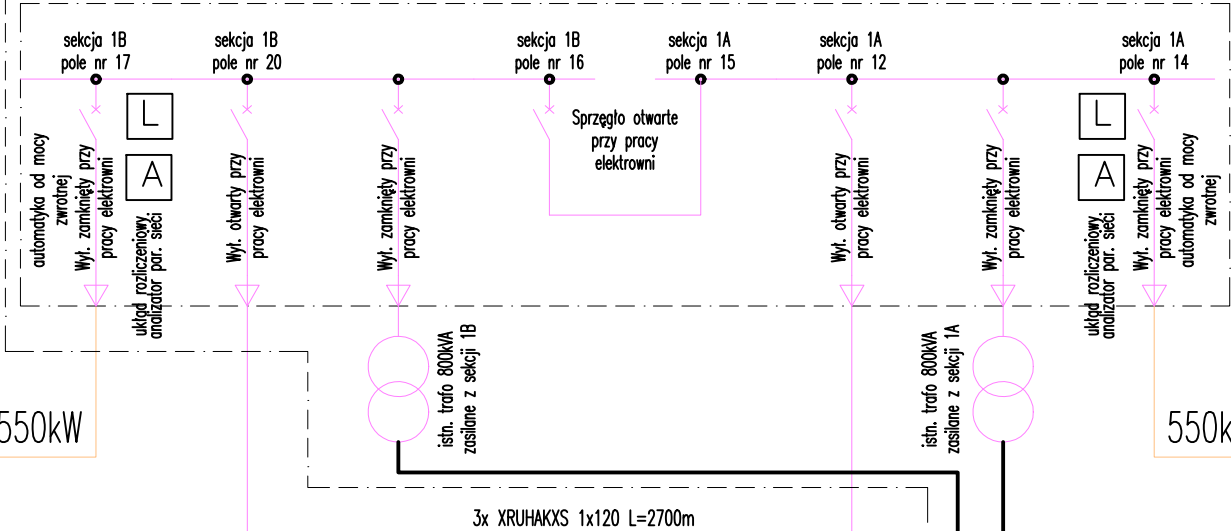 sekcja 1B
pole nr 17
sekcja 1B
pole nr 20
sekcja 1B
pole nr 16
sekcja 1A
pole nr 15
sekcja 1A
pole nr 12
sekcja 1A
pole nr 14
automatyka od mocy
zwrotnej
Wył. zamknięty przy
pracy elektrowni
L
A
układ rozliczeniowy,
analizator par. sieci
Wył. otwarty przy
pracy elektrowni
Wył. zamknięty przy
pracy elektrowni
Sprzęgło otwarte
przy pracy
elektrowni
Wył. otwarty przy
pracy elektrowni
Wył. zamknięty przy
pracy elektrowni
L
A
układ rozliczeniowy,
analizator par. sieci
Wył. zamknięty przy
pracy elektrowni
automatyka od mocy
zwrotnej
istn. trafo 800kVA
zasilane z sekcji 1B
istn. trafo 800kVA
zasilane z sekcji 1A
550kW
550k
3x XRUHAKXS 1x120 L=2700m